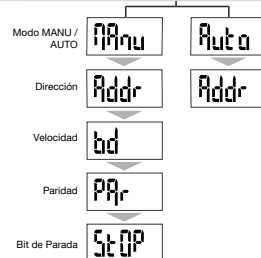 Modo MANU / AUTO
MAnu
Auto
Dirección
Addr
Addr
Velocidad
bd
Paridad
PAr
Bit de Parada
StOP